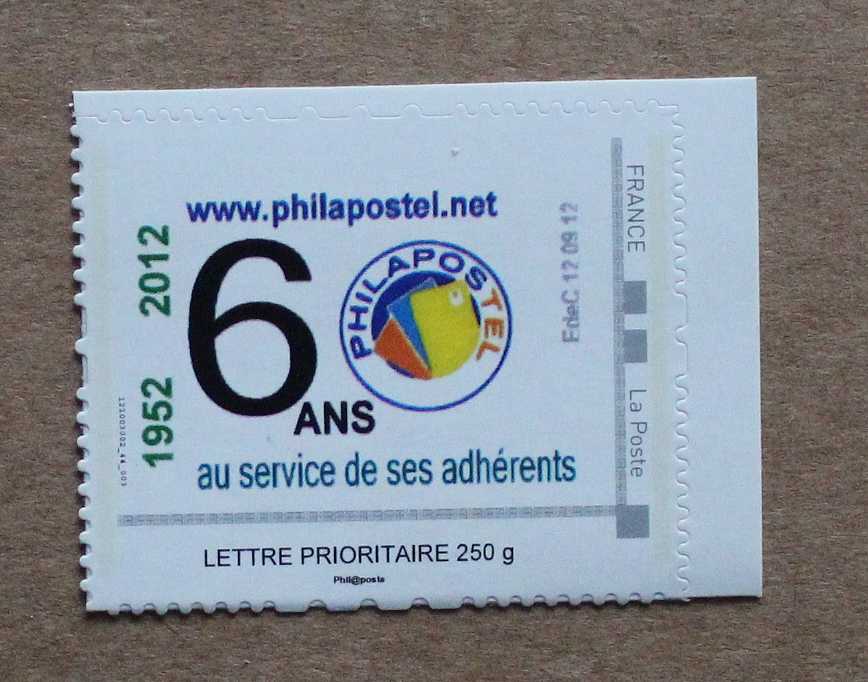 www.philapostel.net
1952 2012
6
PHILAPOSTEL
ANS
au service de ses adhérents
EdeC 12 09 12
FRANCE
La Poste
121003002_44_003
LETTRE PRIORITAIRE 250 g
Phil@poste